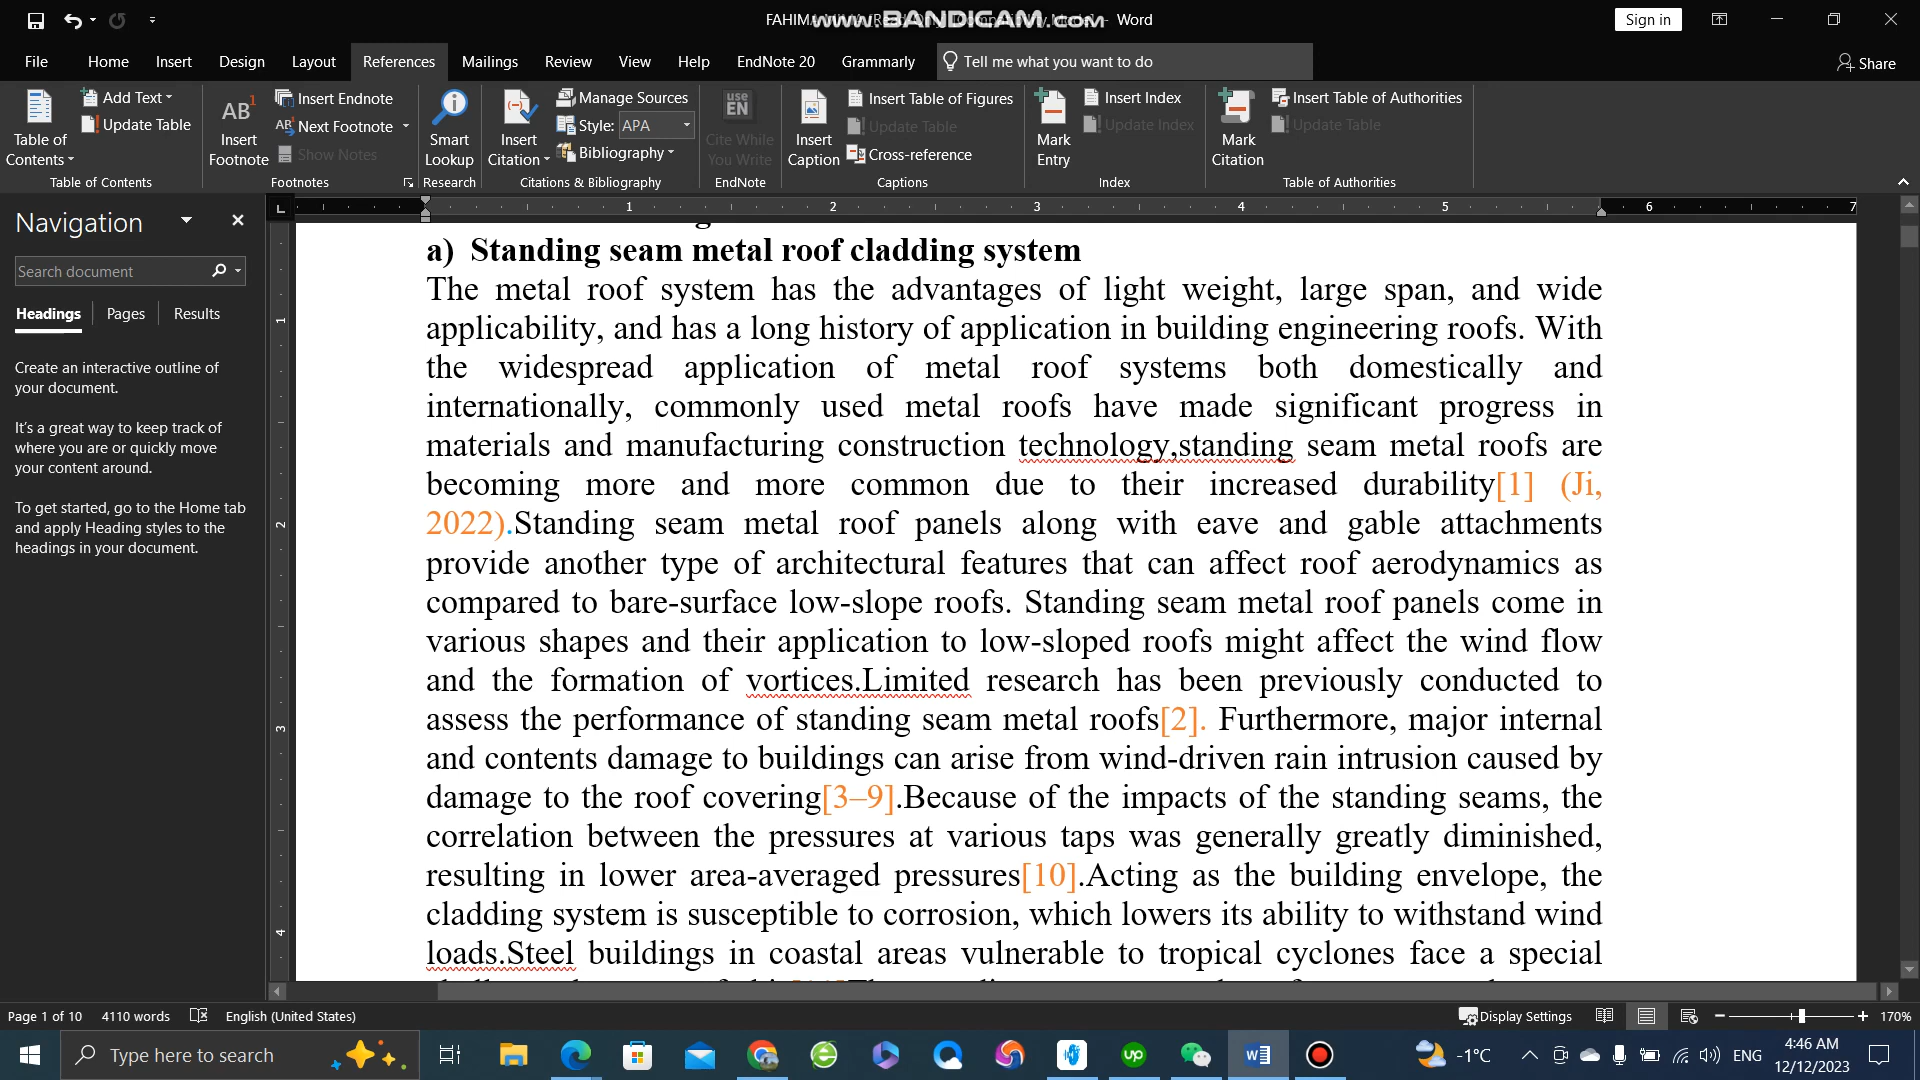 FAHIMA
www.BANDICAM.com
Word
Sign in
File Home Insert Design Layout References Mailings Review View Help EndNote 20 Grammarly Tell me what you want to do Share
Table of Contents
Add Text
Update Table
Table of Contents
AB1 Insert Footnote
Insert Endnote
Next Footnote
Show Notes
Footnotes
Smart Lookup
Research
Insert Citation
Manage Sources
Style: APA
Bibliography
Citations & Bibliography
use EN
Cite While You Write
EndNote
Insert Caption
Insert Table of Figures
Update Table
Cross-reference
Captions
Mark Entry
Insert Index
Update Index
Index
Mark Citation
Insert Table of Authorities
Update Table
Table of Authorities
Navigation
Search document
Headings Pages Results
Create an interactive outline of
your document.
It's a great way to keep track of
where you are or quickly move
your content around.
To get started, go to the Home tab
and apply Heading styles to the
headings in your document.
L 1 2 3 4 5 6 7
1
2
3
4
a) Standing seam metal roof cladding system
The metal roof system has the advantages of light weight, large span, and wide
applicability, and has a long history of application in building engineering roofs. With
the widespread application of metal roof systems both domestically and
internationally, commonly used metal roofs have made significant progress in
materials and manufacturing construction technology,standing seam metal roofs are
becoming more and more common due to their increased durability[1] (Ji,
2022).Standing seam metal roof panels along with eave and gable attachments
provide another type of architectural features that can affect roof aerodynamics as
compared to bare-surface low-slope roofs. Standing seam metal roof panels come in
various shapes and their application to low-sloped roofs might affect the wind flow
and the formation of vortices.Limited research has been previously conducted to
assess the performance of standing seam metal roofs[2]. Furthermore, major internal
and contents damage to buildings can arise from wind-driven rain intrusion caused by
damage to the roof covering[3–9].Because of the impacts of the standing seams, the
correlation between the pressures at various taps was generally greatly diminished,
resulting in lower area-averaged pressures[10].Acting as the building envelope, the
cladding system is susceptible to corrosion, which lowers its ability to withstand wind
loads.Steel buildings in coastal areas vulnerable to tropical cyclones face a special
Page 1 of 10 4110 words English (United States) Display Settings 170%
Type here to search
up
W
-1°C ENG
4:46 AM
12/12/2023